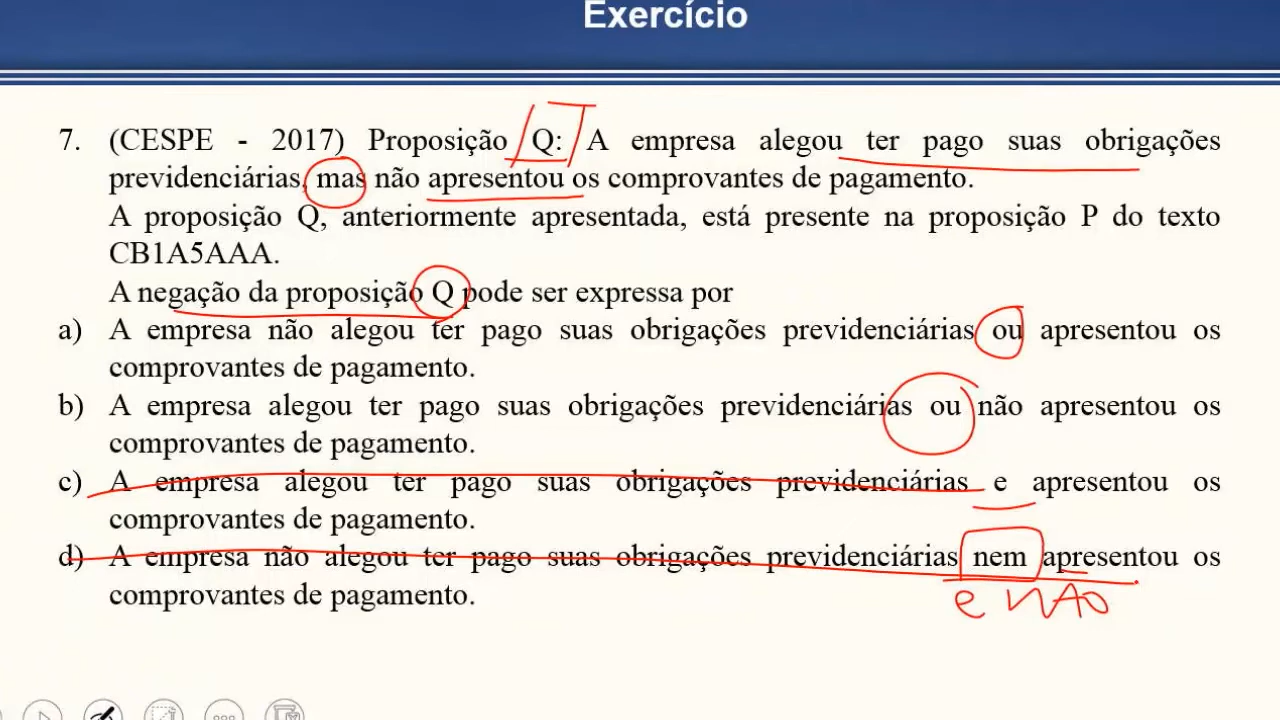 Exercício
7. (CESPE - 2017) Proposição Q: A empresa alegou ter pago suas obrigações
previdenciárias, mas não apresentou os comprovantes de pagamento.
A proposição Q, anteriormente apresentada, está presente na proposição P do texto
CB1A5AAA.
A negação da proposição Q pode ser expressa por
a) A empresa não alegou ter pago suas obrigações previdenciárias ou apresentou os
comprovantes de pagamento.
b) A empresa alegou ter pago suas obrigações previdenciárias ou não apresentou os
comprovantes de pagamento.
c) A empresa alegou ter pago suas obrigações previdenciárias e apresentou os
comprovantes de pagamento.
d) A empresa não alegou ter pago suas obrigações previdenciárias nem apresentou os
comprovantes de pagamento.
e NÃO